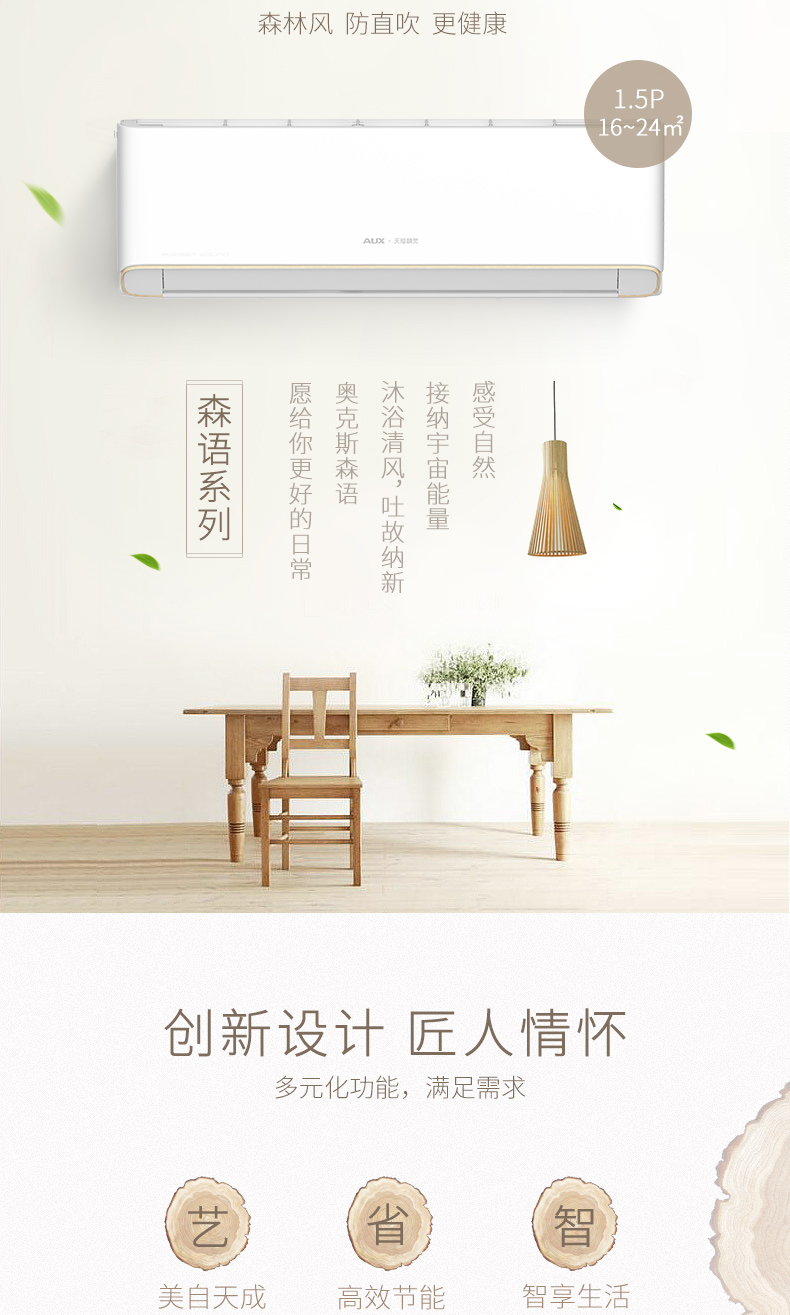 森林风 防直吹 更健康
1.5P
16~24㎡
AUX · 天猫精灵
感受自然
接纳宇宙能量
沐浴清风，吐故纳新
奥克斯森语
愿给你更好的日常
森语系列
创新设计 匠人情怀
多元化功能，满足需求
艺
省
智
美自天成
高效节能
智享生活